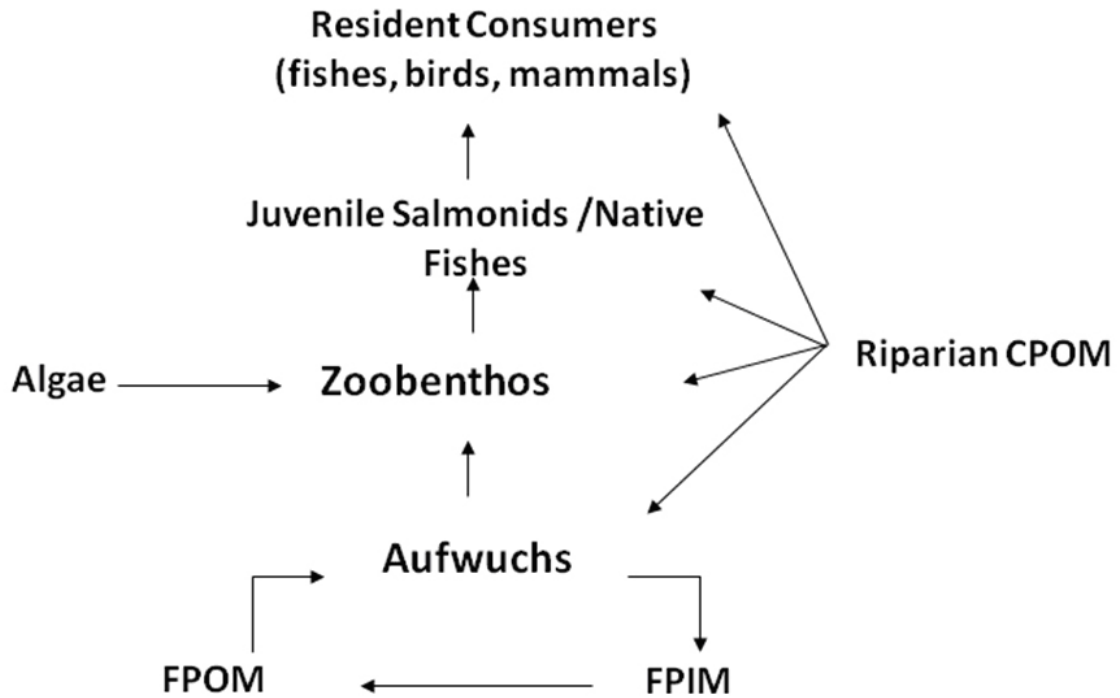 Resident Consumers
(fishes, birds, mammals)
Juvenile Salmonids /Native
Fishes
Riparian CPOM
Algae
Zoobenthos
Aufwuchs
FPOM
FPIM